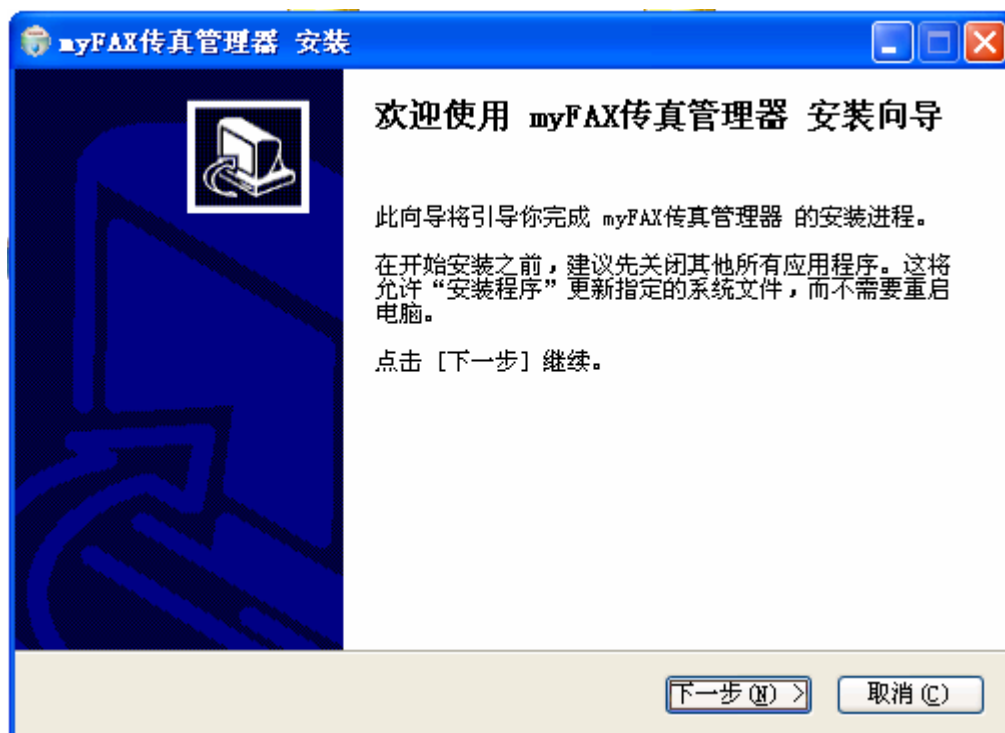 myFAX传真管理器 安装
欢迎使用 myFAX传真管理器 安装向导
此向导将引导你完成 myFAX传真管理器 的安装进程。
在开始安装之前，建议先关闭其他所有应用程序。这将
允许“安装程序”更新指定的系统文件，而不需要重启
电脑。
点击 [下一步] 继续。
下一步(N) >
取消(C)